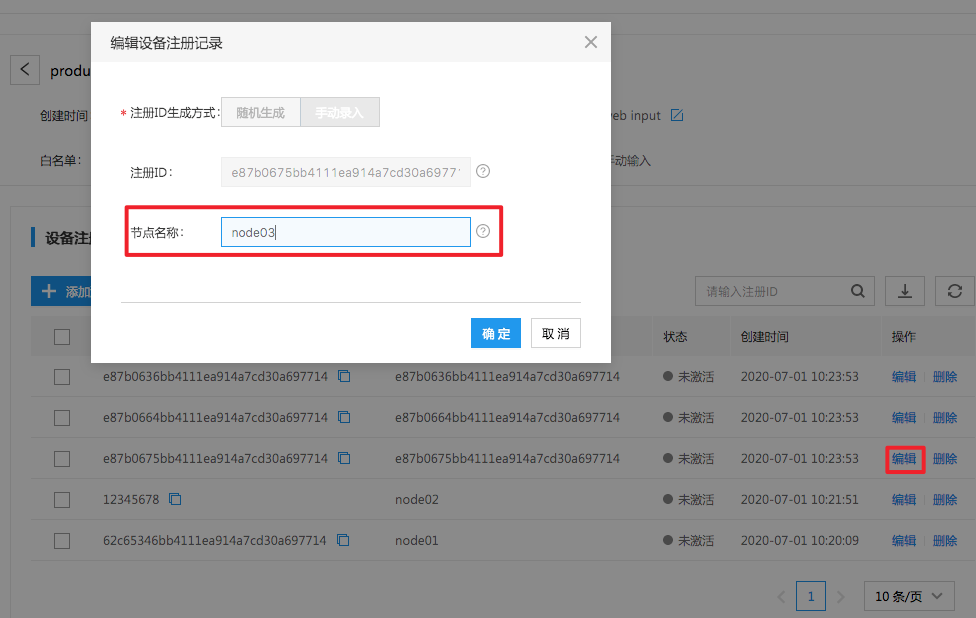 编辑设备注册记录
produ
* 注册ID生成方式: 随机生成 手动录入
创建时间
eb input
白名单:
手动输入
注册ID: e87b0675bb4111ea914a7cd30a6977
节点名称: node03
设备注册
添加
请输入注册ID
确定 取消
状态 创建时间 操作
e87b0636bb4111ea914a7cd30a697714 e87b0636bb4111ea914a7cd30a697714 未激活 2020-07-01 10:23:53 编辑 删除
e87b0664bb4111ea914a7cd30a697714 e87b0664bb4111ea914a7cd30a697714 未激活 2020-07-01 10:23:53 编辑 删除
e87b0675bb4111ea914a7cd30a697714 e87b0675bb4111ea914a7cd30a697714 未激活 2020-07-01 10:23:53 编辑 删除
12345678 node02 未激活 2020-07-01 10:21:51 编辑 删除
62c65346bb4111ea914a7cd30a697714 node01 未激活 2020-07-01 10:20:09 编辑 删除
1 10 条/页